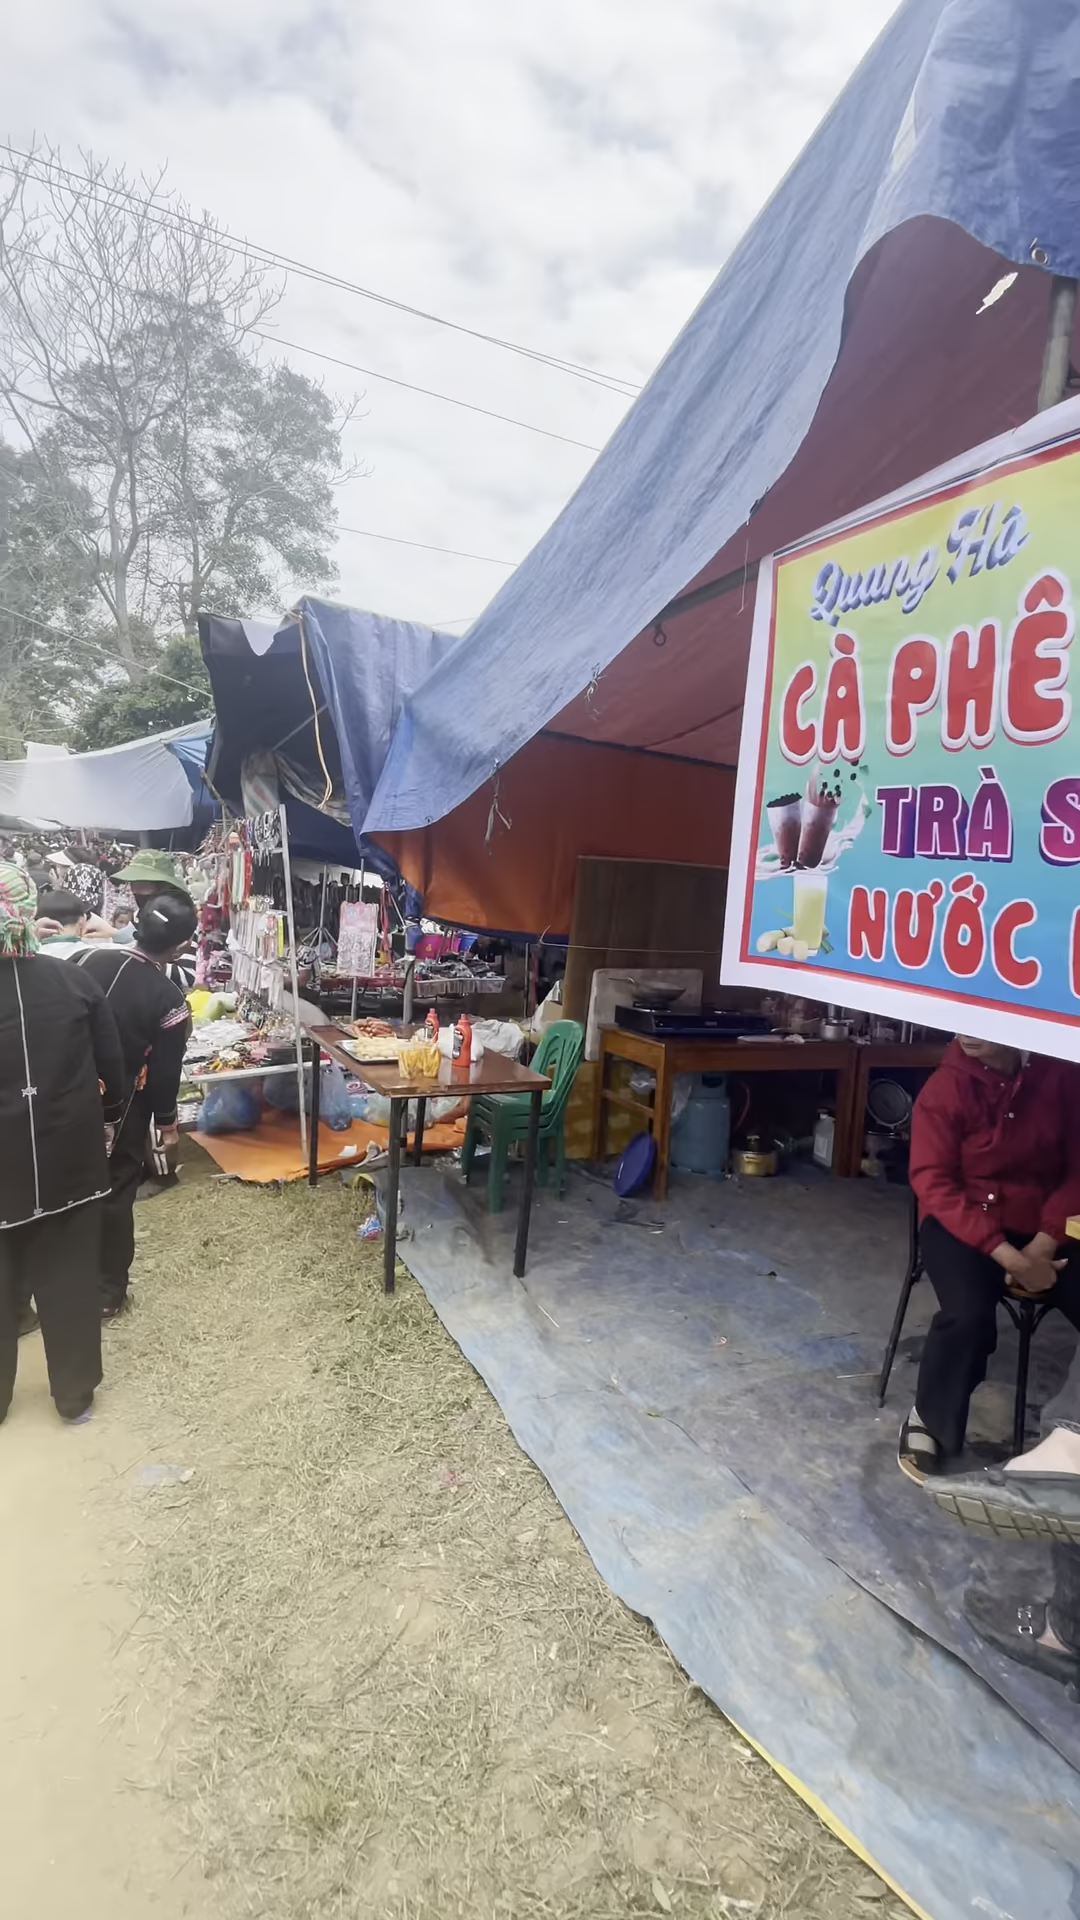 Quang Hà
CÀ PHÊ
TRÀ S
NƯỚC